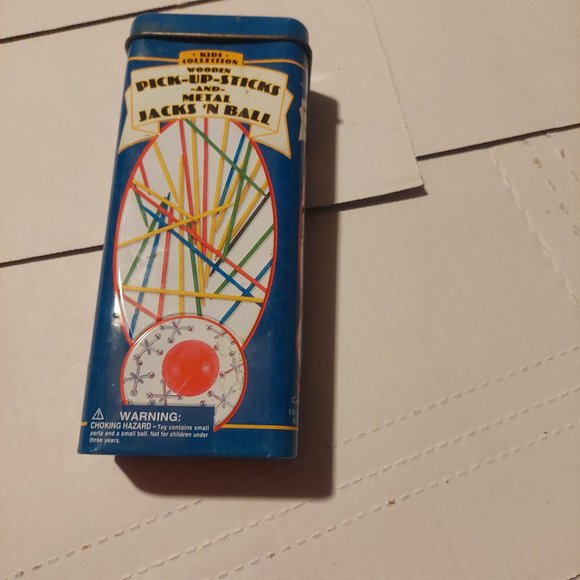 • KIDS •
COLLECTION
WOODEN
PICK-UP-STICKS
-AND-
METAL
JACKS 'N BALL
WARNING:
CHOKING HAZARD - Toy contains small
parts and a small ball. Not for children under
three years.